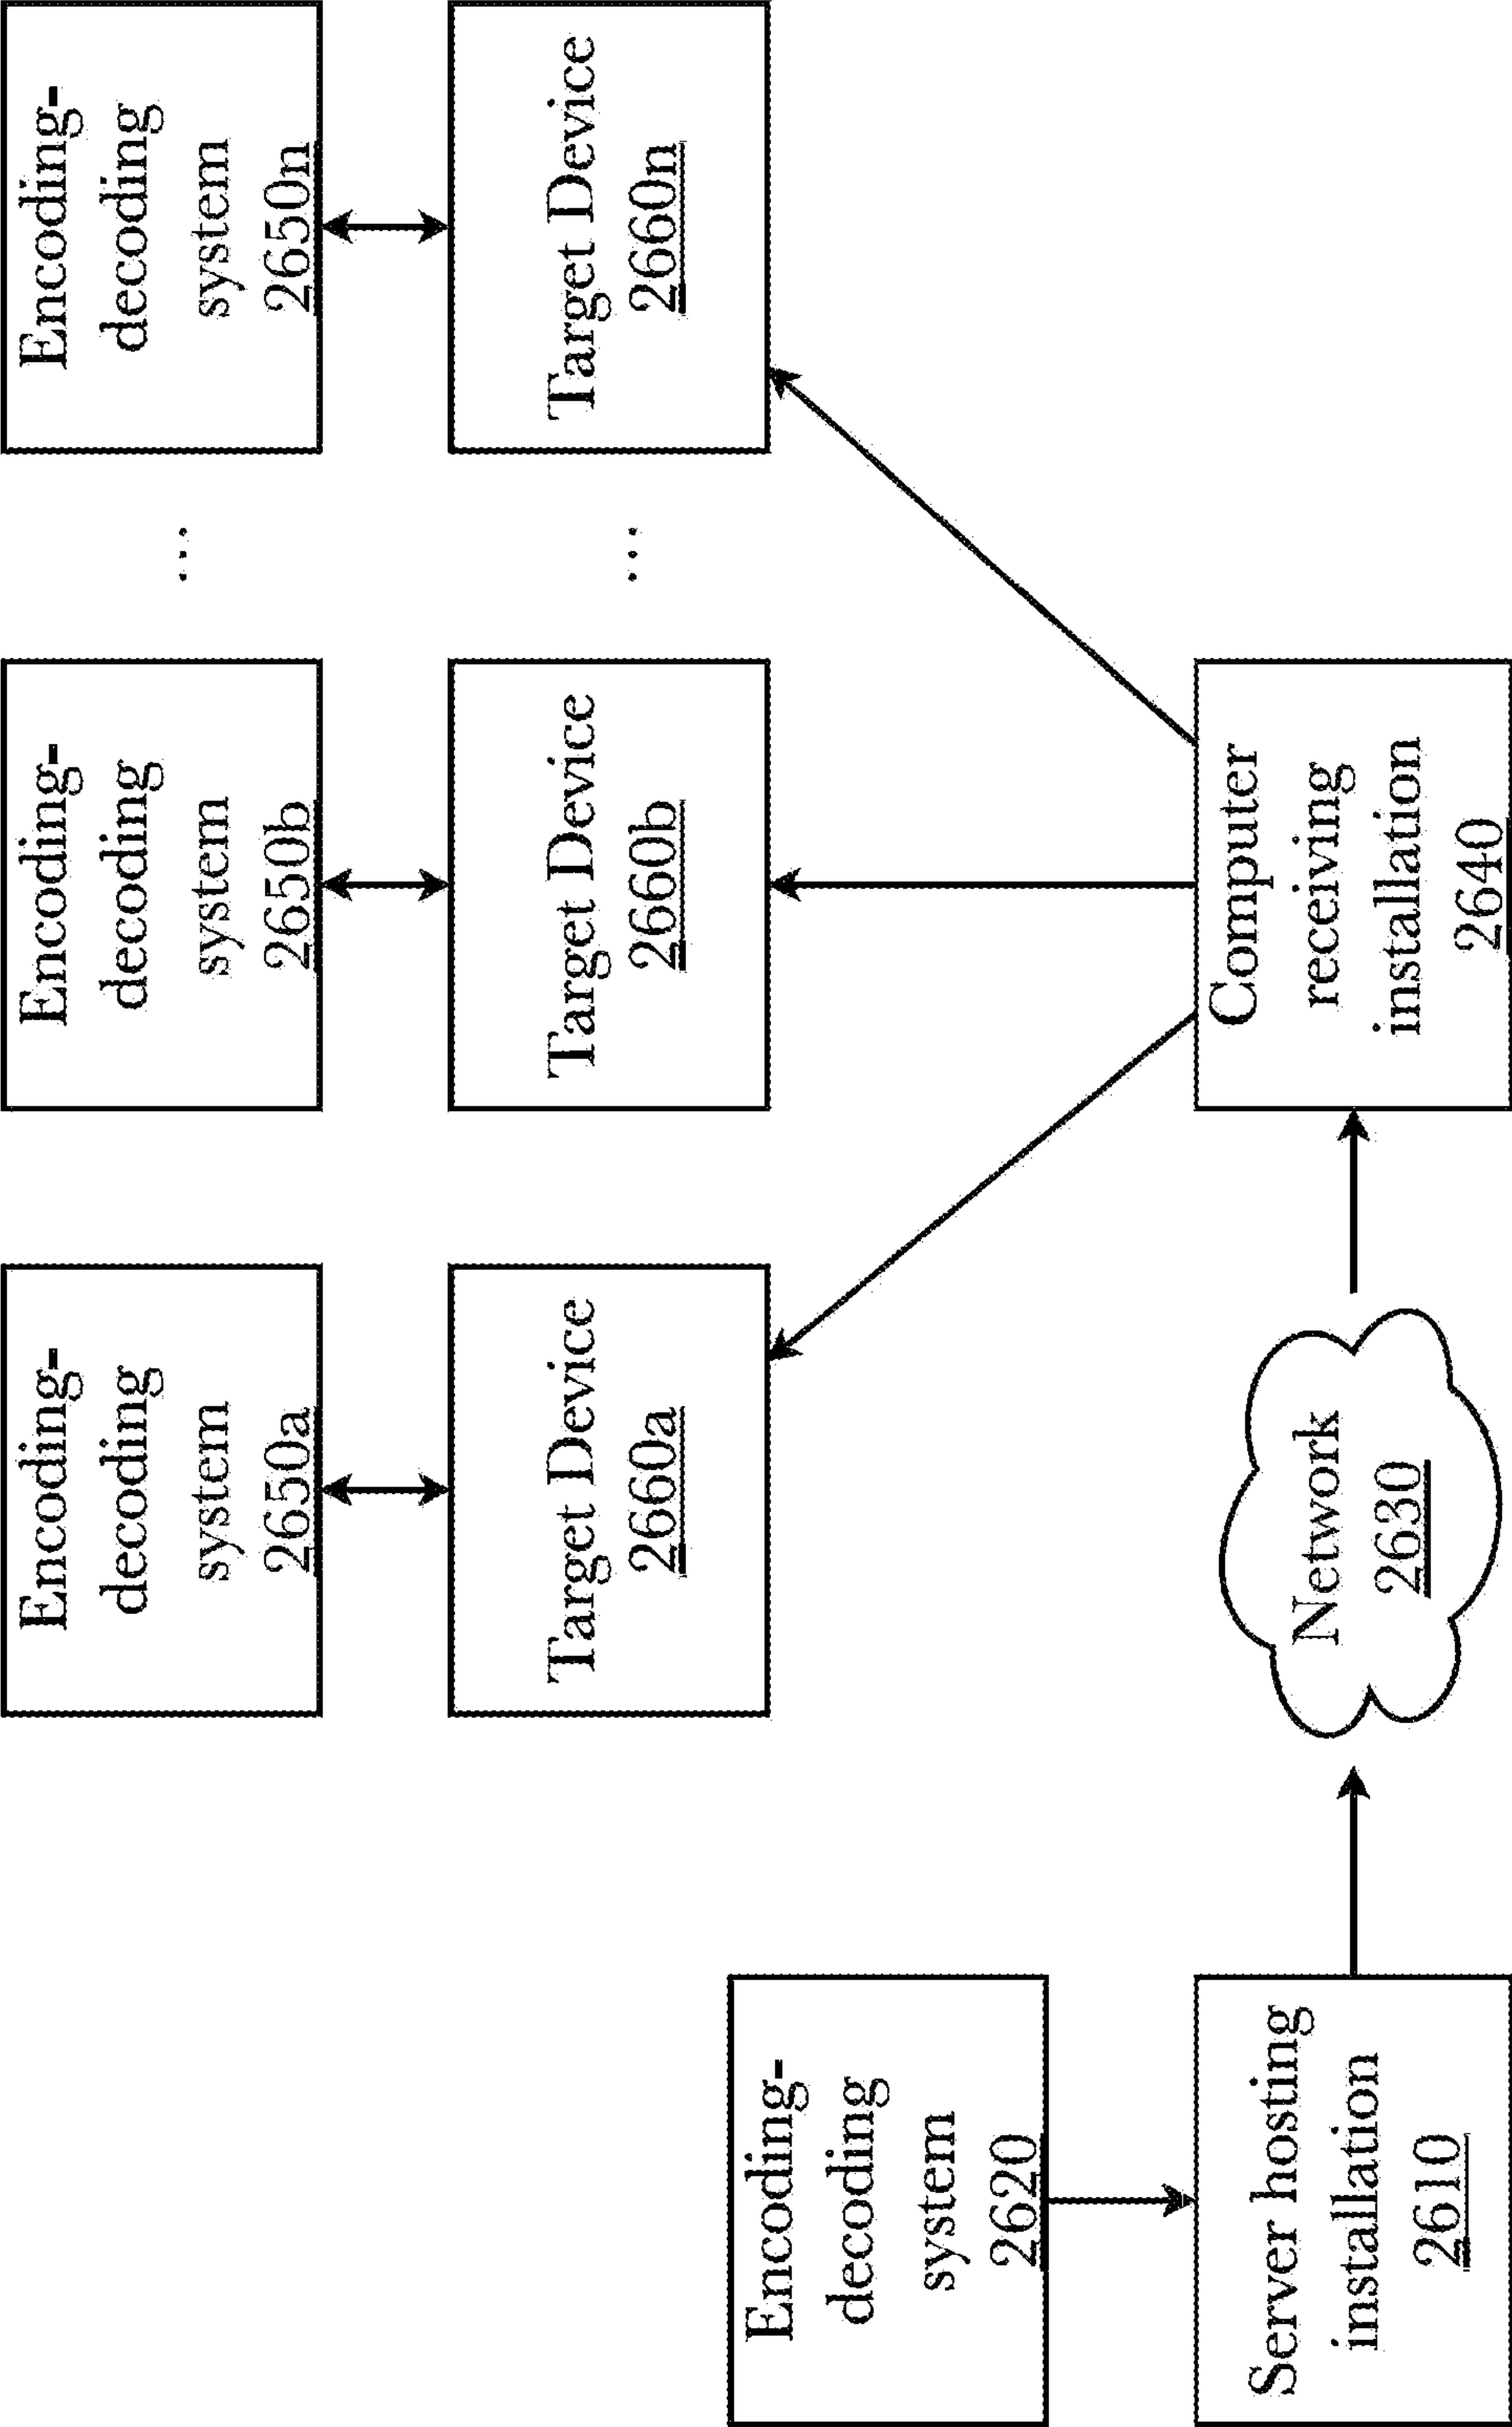 Encoding-
decoding
system
2650a
Encoding-
decoding
system
2650b
...
Encoding-
decoding
system
2650n
Target Device
2660a
Target Device
2660b
...
Target Device
2660n
Encoding-
decoding
system
2620
Server hosting
installation
2610
Network
2630
Computer
receiving
installation
2640